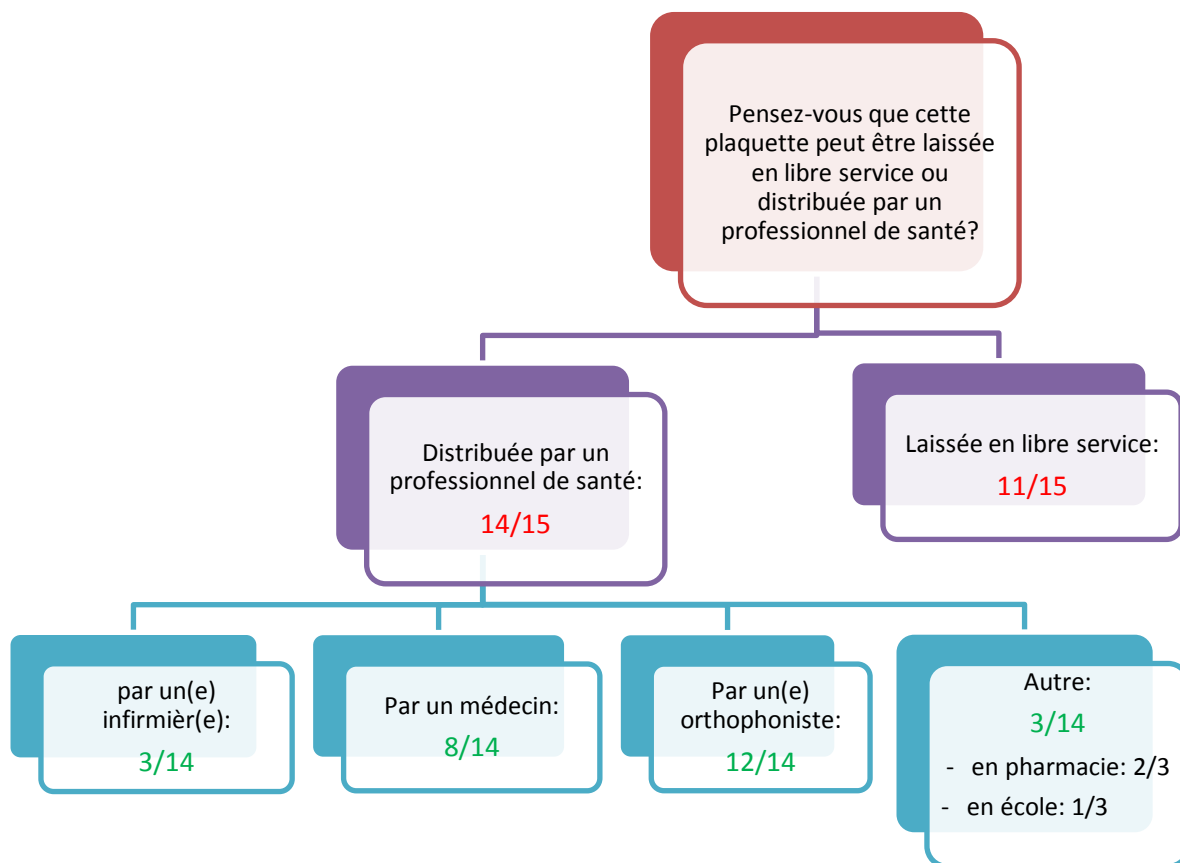 Pensez-vous que cette
plaquette peut être laissée
en libre service ou
distribuée par un
professionnel de santé?
Distribuée par un
professionnel de santé:
14/15
Laissée en libre service:
11/15
par un(e)
infirmièr(e):
3/14
Par un médecin:
8/14
Par un(e)
orthophoniste:
12/14
Autre:
3/14
- en pharmacie: 2/3
- en école: 1/3